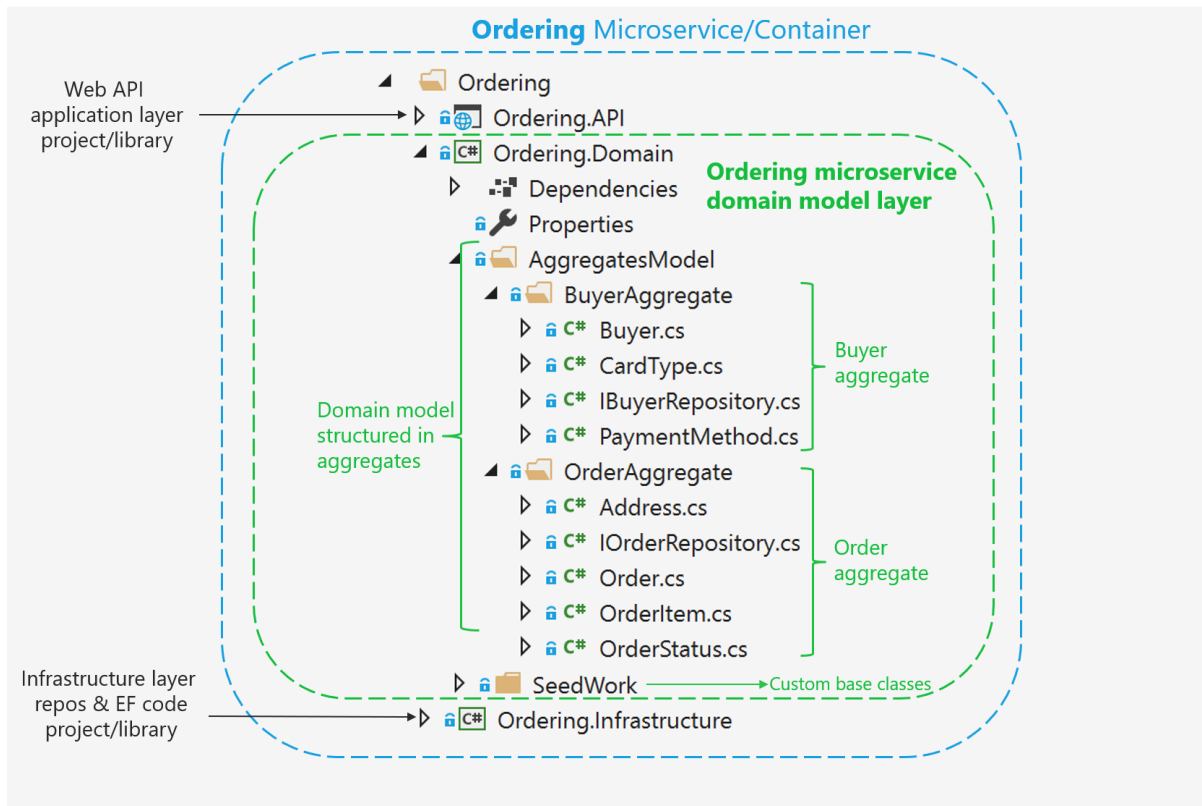 Ordering Microservice/Container
Ordering
Web API
application layer
project/library
Ordering.API
C# Ordering.Domain
Ordering microservice
domain model layer
Dependencies
Properties
AggregatesModel
BuyerAggregate
C# Buyer.cs
C# CardType.cs
C# IBuyerRepository.cs
C# PaymentMethod.cs
Buyer
aggregate
Domain model
structured in
aggregates
OrderAggregate
C# Address.cs
C# IOrderRepository.cs
C# Order.cs
C# OrderItem.cs
C# OrderStatus.cs
Order
aggregate
SeedWork
Custom base classes
Infrastructure layer
repos & EF code
project/library
C# Ordering.Infrastructure